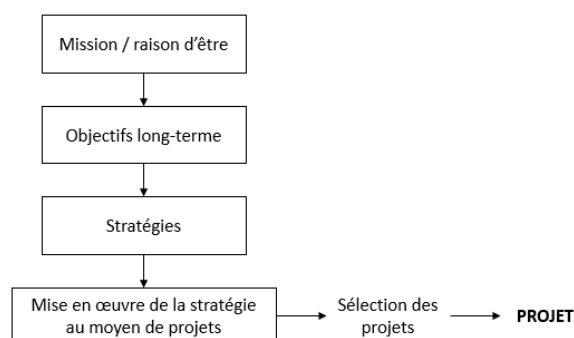 Mission / raison d’être
Objectifs long-terme
Stratégies
Mise en œuvre de la stratégie
au moyen de projets
Sélection des
projets
PROJET